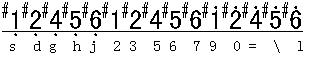 #1̣#2̣#4̣#5̣#6̣#1#2#4#5#6#1̇#2̇#4̇#5̇#6̇
s d g h j 2 3 5 6 7 9 0 = \ l